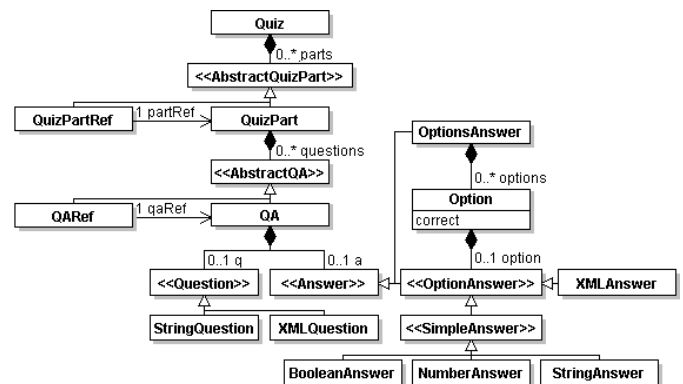 Quiz
0..* parts
<<AbstractQuizPart>>
QuizPartRef
1 partRef
QuizPart
OptionsAnswer
0..* questions
<<AbstractQA>>
0..* options
Option
correct
QARef
1 qaRef
QA
0..1 q
0..1 a
0..1 option
<<Question>>
<<Answer>>
<<OptionAnswer>>
XMLAnswer
StringQuestion
XMLQuestion
<<SimpleAnswer>>
BooleanAnswer
NumberAnswer
StringAnswer